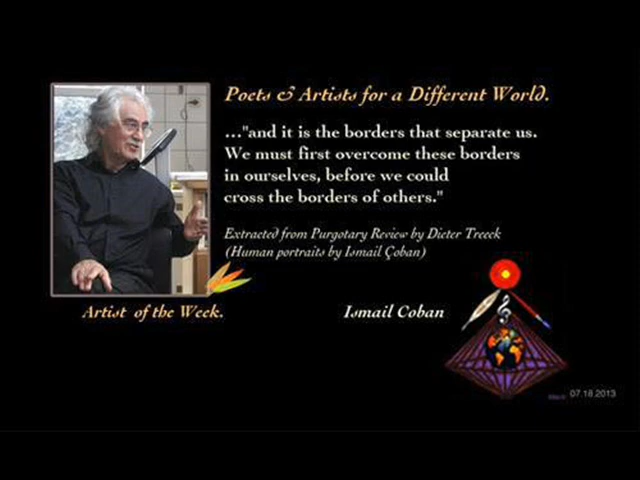 Poets & Artists for a Different World.
..."and it is the borders that separate us.
We must first overcome these borders
in ourselves, before we could
cross the borders of others."
Extracted from Purgotary Review by Dieter Treeck
(Human portraits by Ismail Çoban)
Artist of the Week.
Ismail Coban
07.18.2013